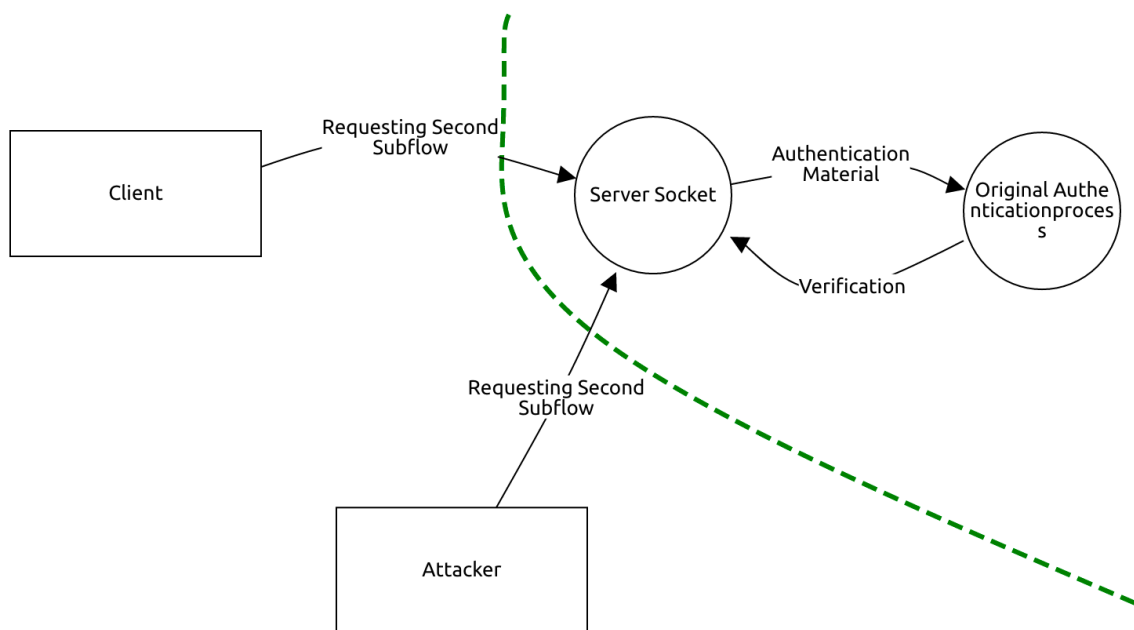 Requesting Second
Subflow
Client
Server Socket
Authentication
Material
Original Authe
nticationproces
s
Verification
Requesting Second
Subflow
Attacker